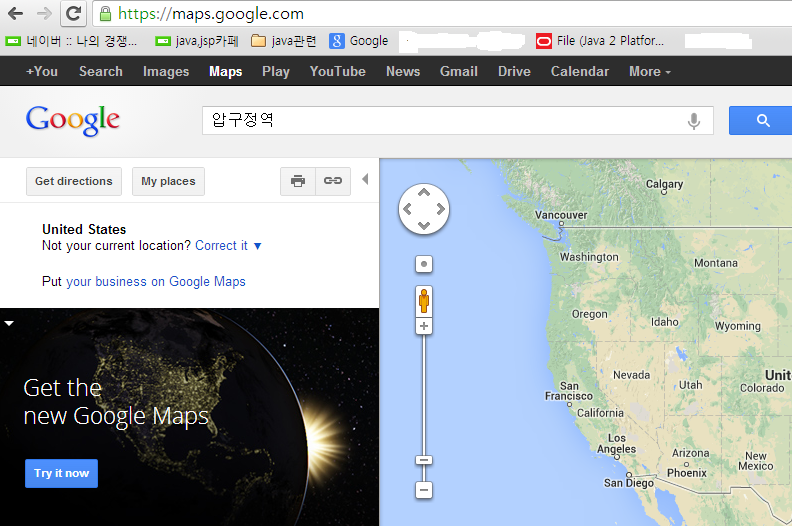 https://maps.google.com
네이버 :: 나의 경쟁... java,jsp카페 java관련 Google File (Java 2 Platfor...
+You Search Images Maps Play YouTube News Gmail Drive Calendar More
Google
압구정역
Get directions My places
United States
Not your current location? Correct it ▼
Put your business on Google Maps
Get the
new Google Maps
Try it now
Calgary
Vancouver
Washington
Montana
Oregon
Idaho
Wyoming
Nevada
Utah
Unit
Colorado
San
Francisco
California
Los
Angeles
Arizona
Phoenix
New
Mexico
San Diego